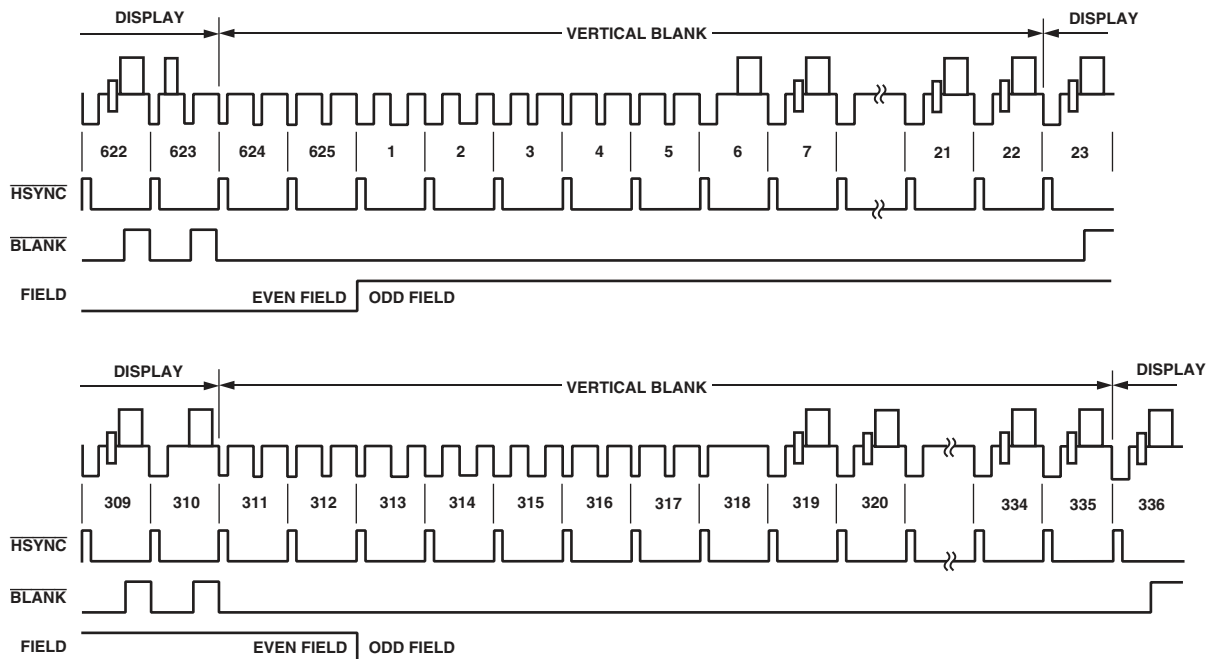 DISPLAY VERTICAL BLANK DISPLAY
622 623 624 625 1 2 3 4 5 6 7 21 22 23
HSYNC
BLANK
FIELD EVEN FIELD ODD FIELD
DISPLAY VERTICAL BLANK DISPLAY
309 310 311 312 313 314 315 316 317 318 319 320 334 335 336
HSYNC
BLANK
FIELD EVEN FIELD ODD FIELD